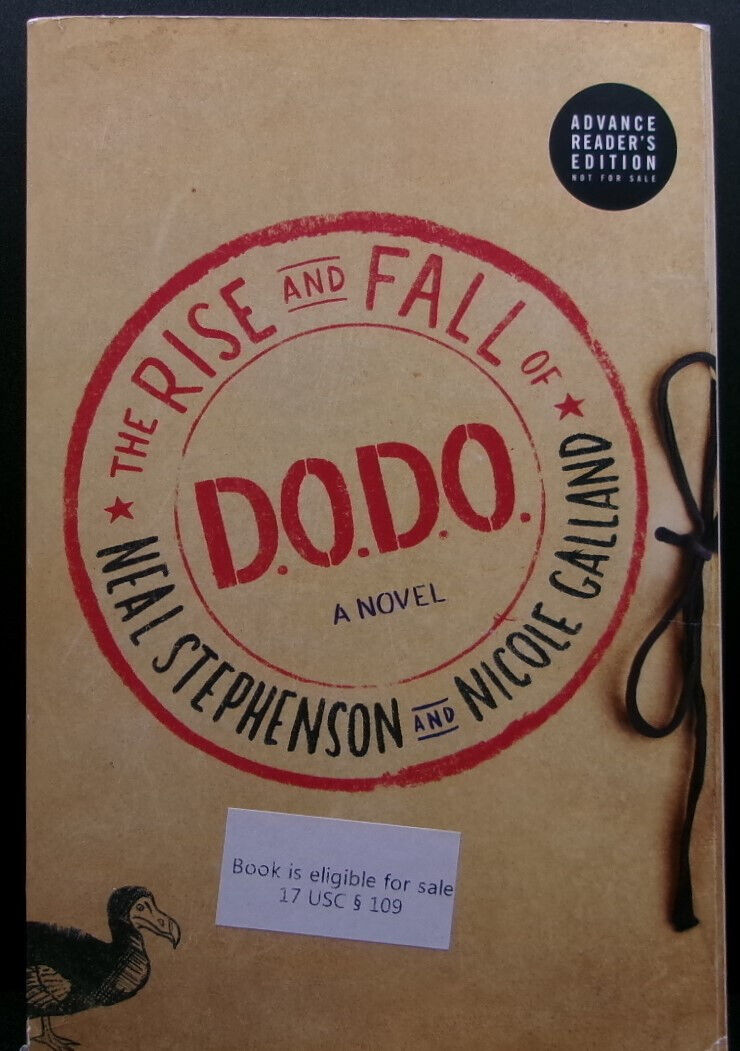 ADVANCE
READER'S
EDITION
NOT FOR SALE
THE RISE AND FALL OF
D.O.D.O.
A NOVEL
NEAL STEPHENSON AND NICOLE GALLAND
Book is eligible for sale
17 USC § 109